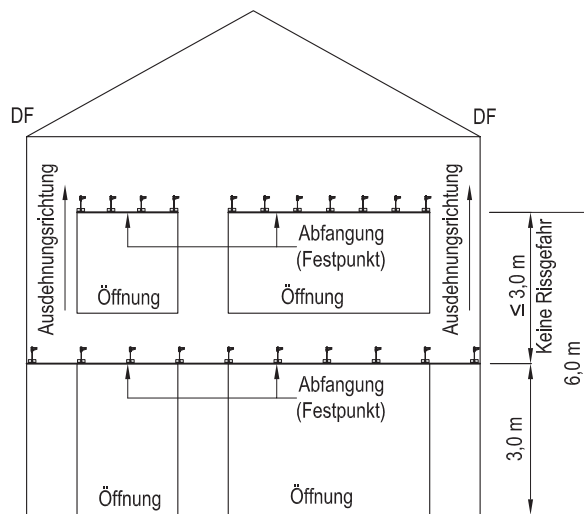 DF
DF
Ausdehnungsrichtung
Abfangung
(Festpunkt)
Öffnung
Öffnung
Ausdehnungsrichtung
≤ 3,0 m
Keine Rissgefahr
6,0 m
Abfangung
(Festpunkt)
3,0 m
Öffnung
Öffnung